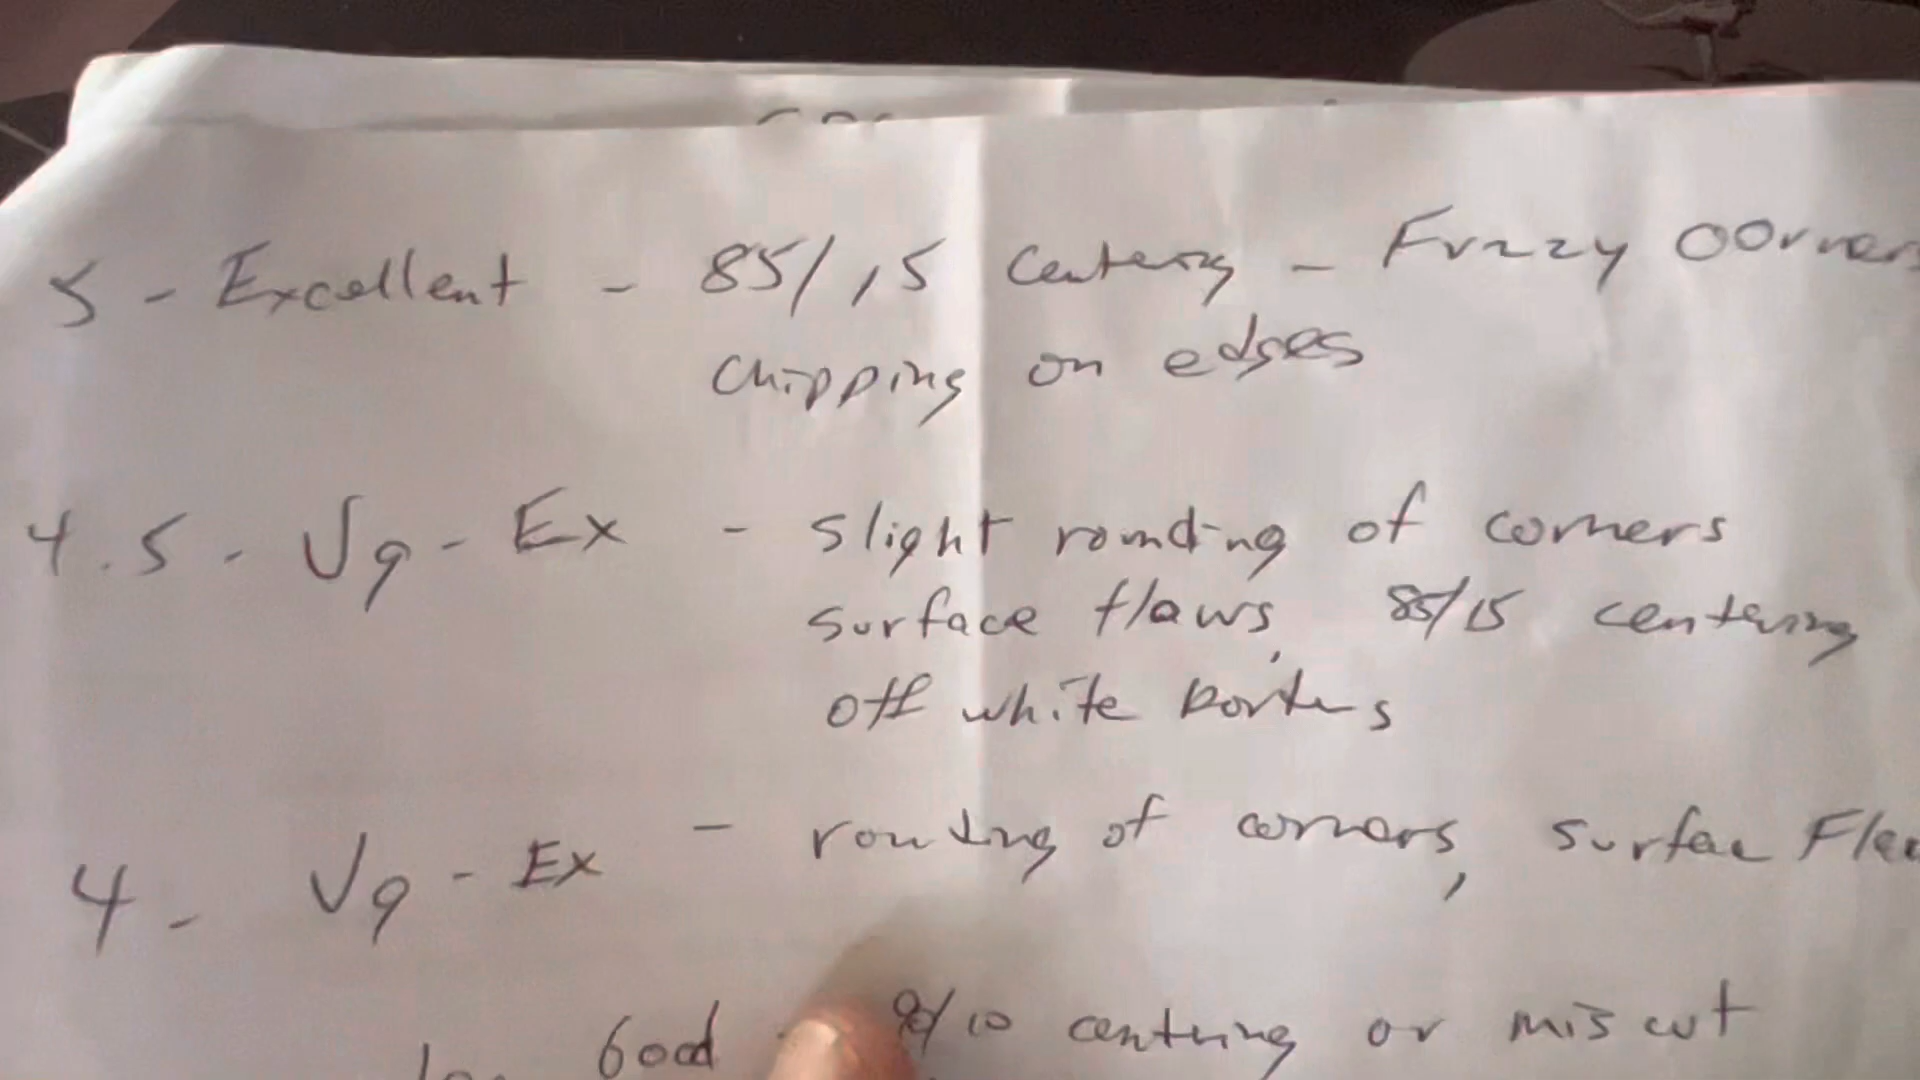 5 - Excellent - 85/15 Centering - Fuzzy Corners
Chipping on edges
4.5 - Vg - Ex - Slight rounding of corners
surface flaws, 85/15 centering
off white borders
4 - Vg - Ex - rounding of corners, surface
Good - 90/10 centering or miscut